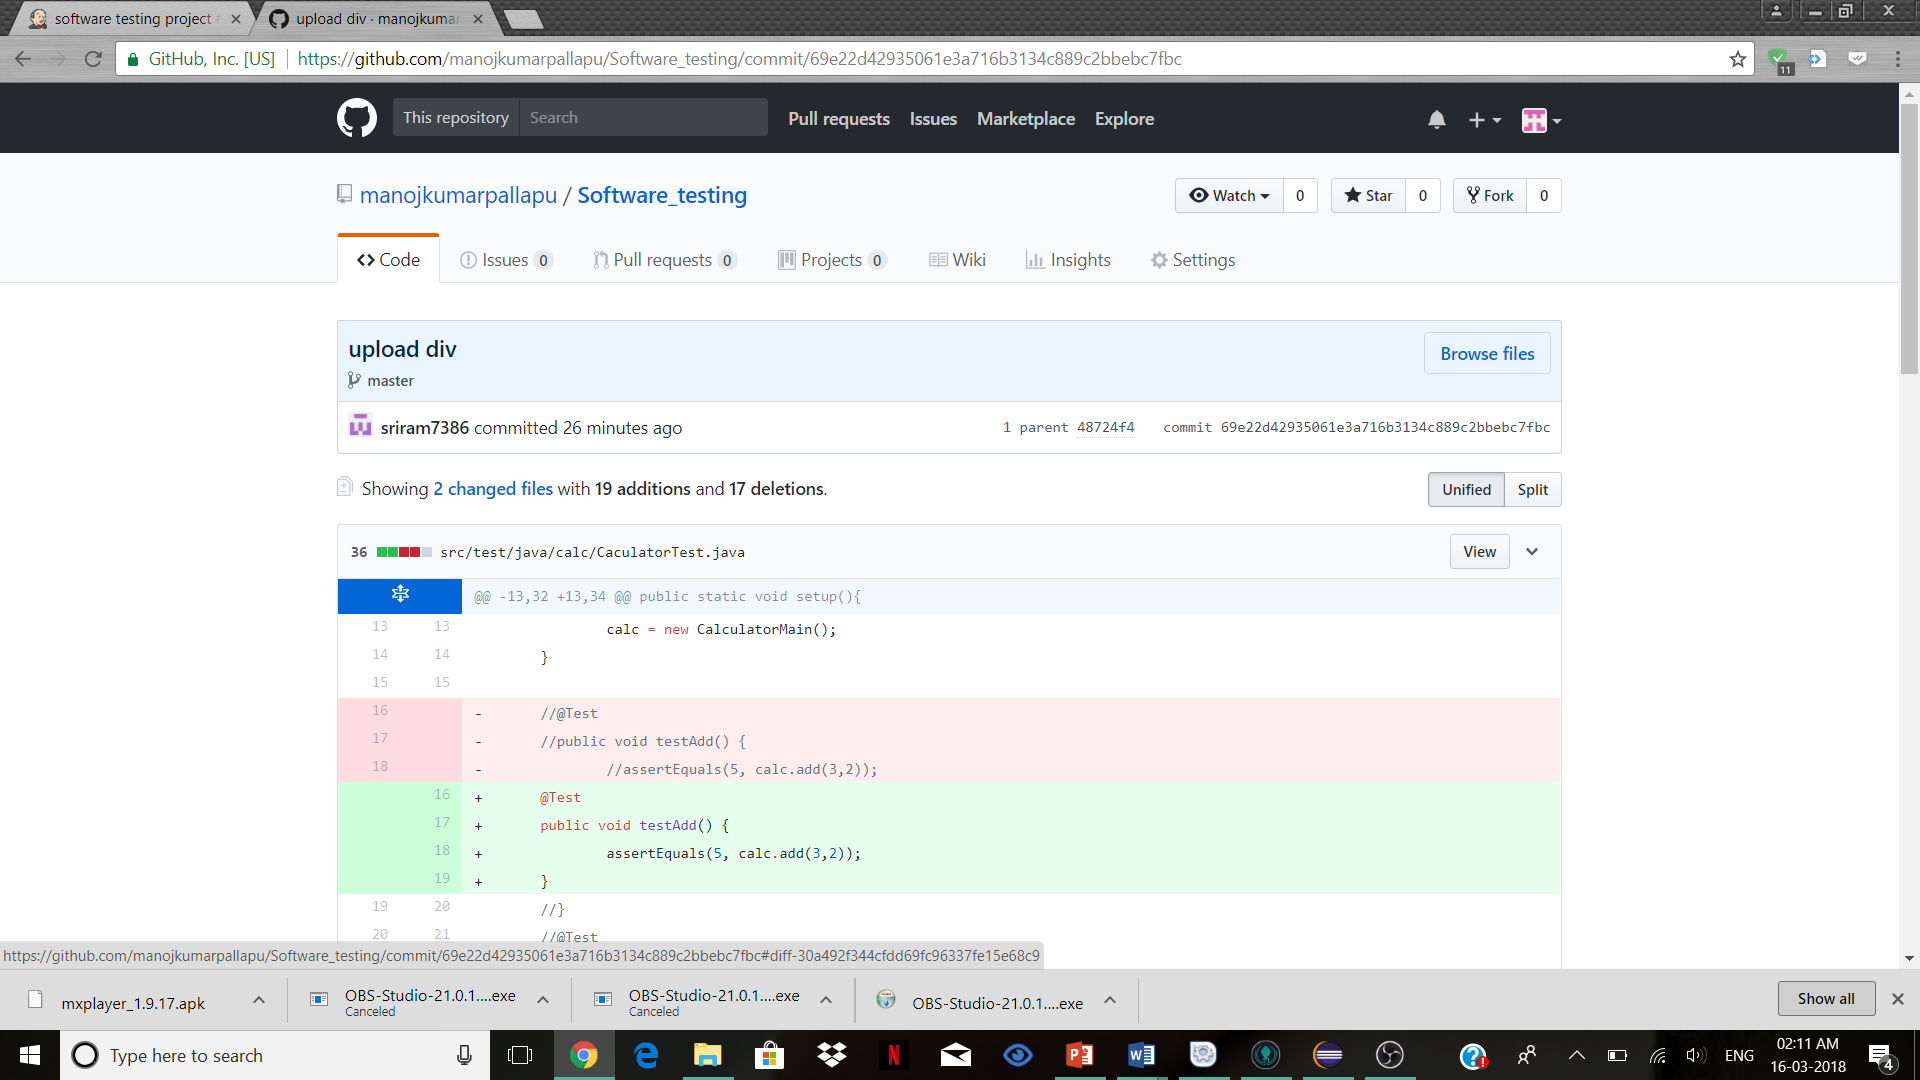 software testing project
upload div · manojkumar
GitHub, Inc. [US]
https://github.com/manojkumarpallapu/Software_testing/commit/69e22d42935061e3a716b3134c889c2bbebc7fbc
11
This repository
Search
Pull requests
Issues
Marketplace
Explore
manojkumarpallapu / Software_testing
Watch 0
Star 0
Fork 0
Code
Issues 0
Pull requests 0
Projects 0
Wiki
Insights
Settings
upload div
Browse files
master
sriram7386 committed 26 minutes ago
1 parent 48724f4
commit 69e22d42935061e3a716b3134c889c2bbebc7fbc
Showing 2 changed files with 19 additions and 17 deletions.
Unified
Split
36 src/test/java/calc/CaculatorTest.java
View
@@ -13,32 +13,34 @@ public static void setup(){
13 13 calc = new CalculatorMain();
14 14 }
15 15
16 - //@Test
17 - //public void testAdd() {
18 - //assertEquals(5, calc.add(3,2));
16 + @Test
17 + public void testAdd() {
18 + assertEquals(5, calc.add(3,2));
19 + }
19 20 //}
20 21 //@Test
https://github.com/manojkumarpallapu/Software_testing/commit/69e22d42935061e3a716b3134c889c2bbebc7fbc#diff-30a492f344cfdd69fc96337fe15e68c9
mxplayer_1.9.17.apk
OBS-Studio-21.0.1....exe
Canceled
OBS-Studio-21.0.1....exe
Canceled
OBS-Studio-21.0.1....exe
Show all
Type here to search
ENG
02:11 AM
16-03-2018
4